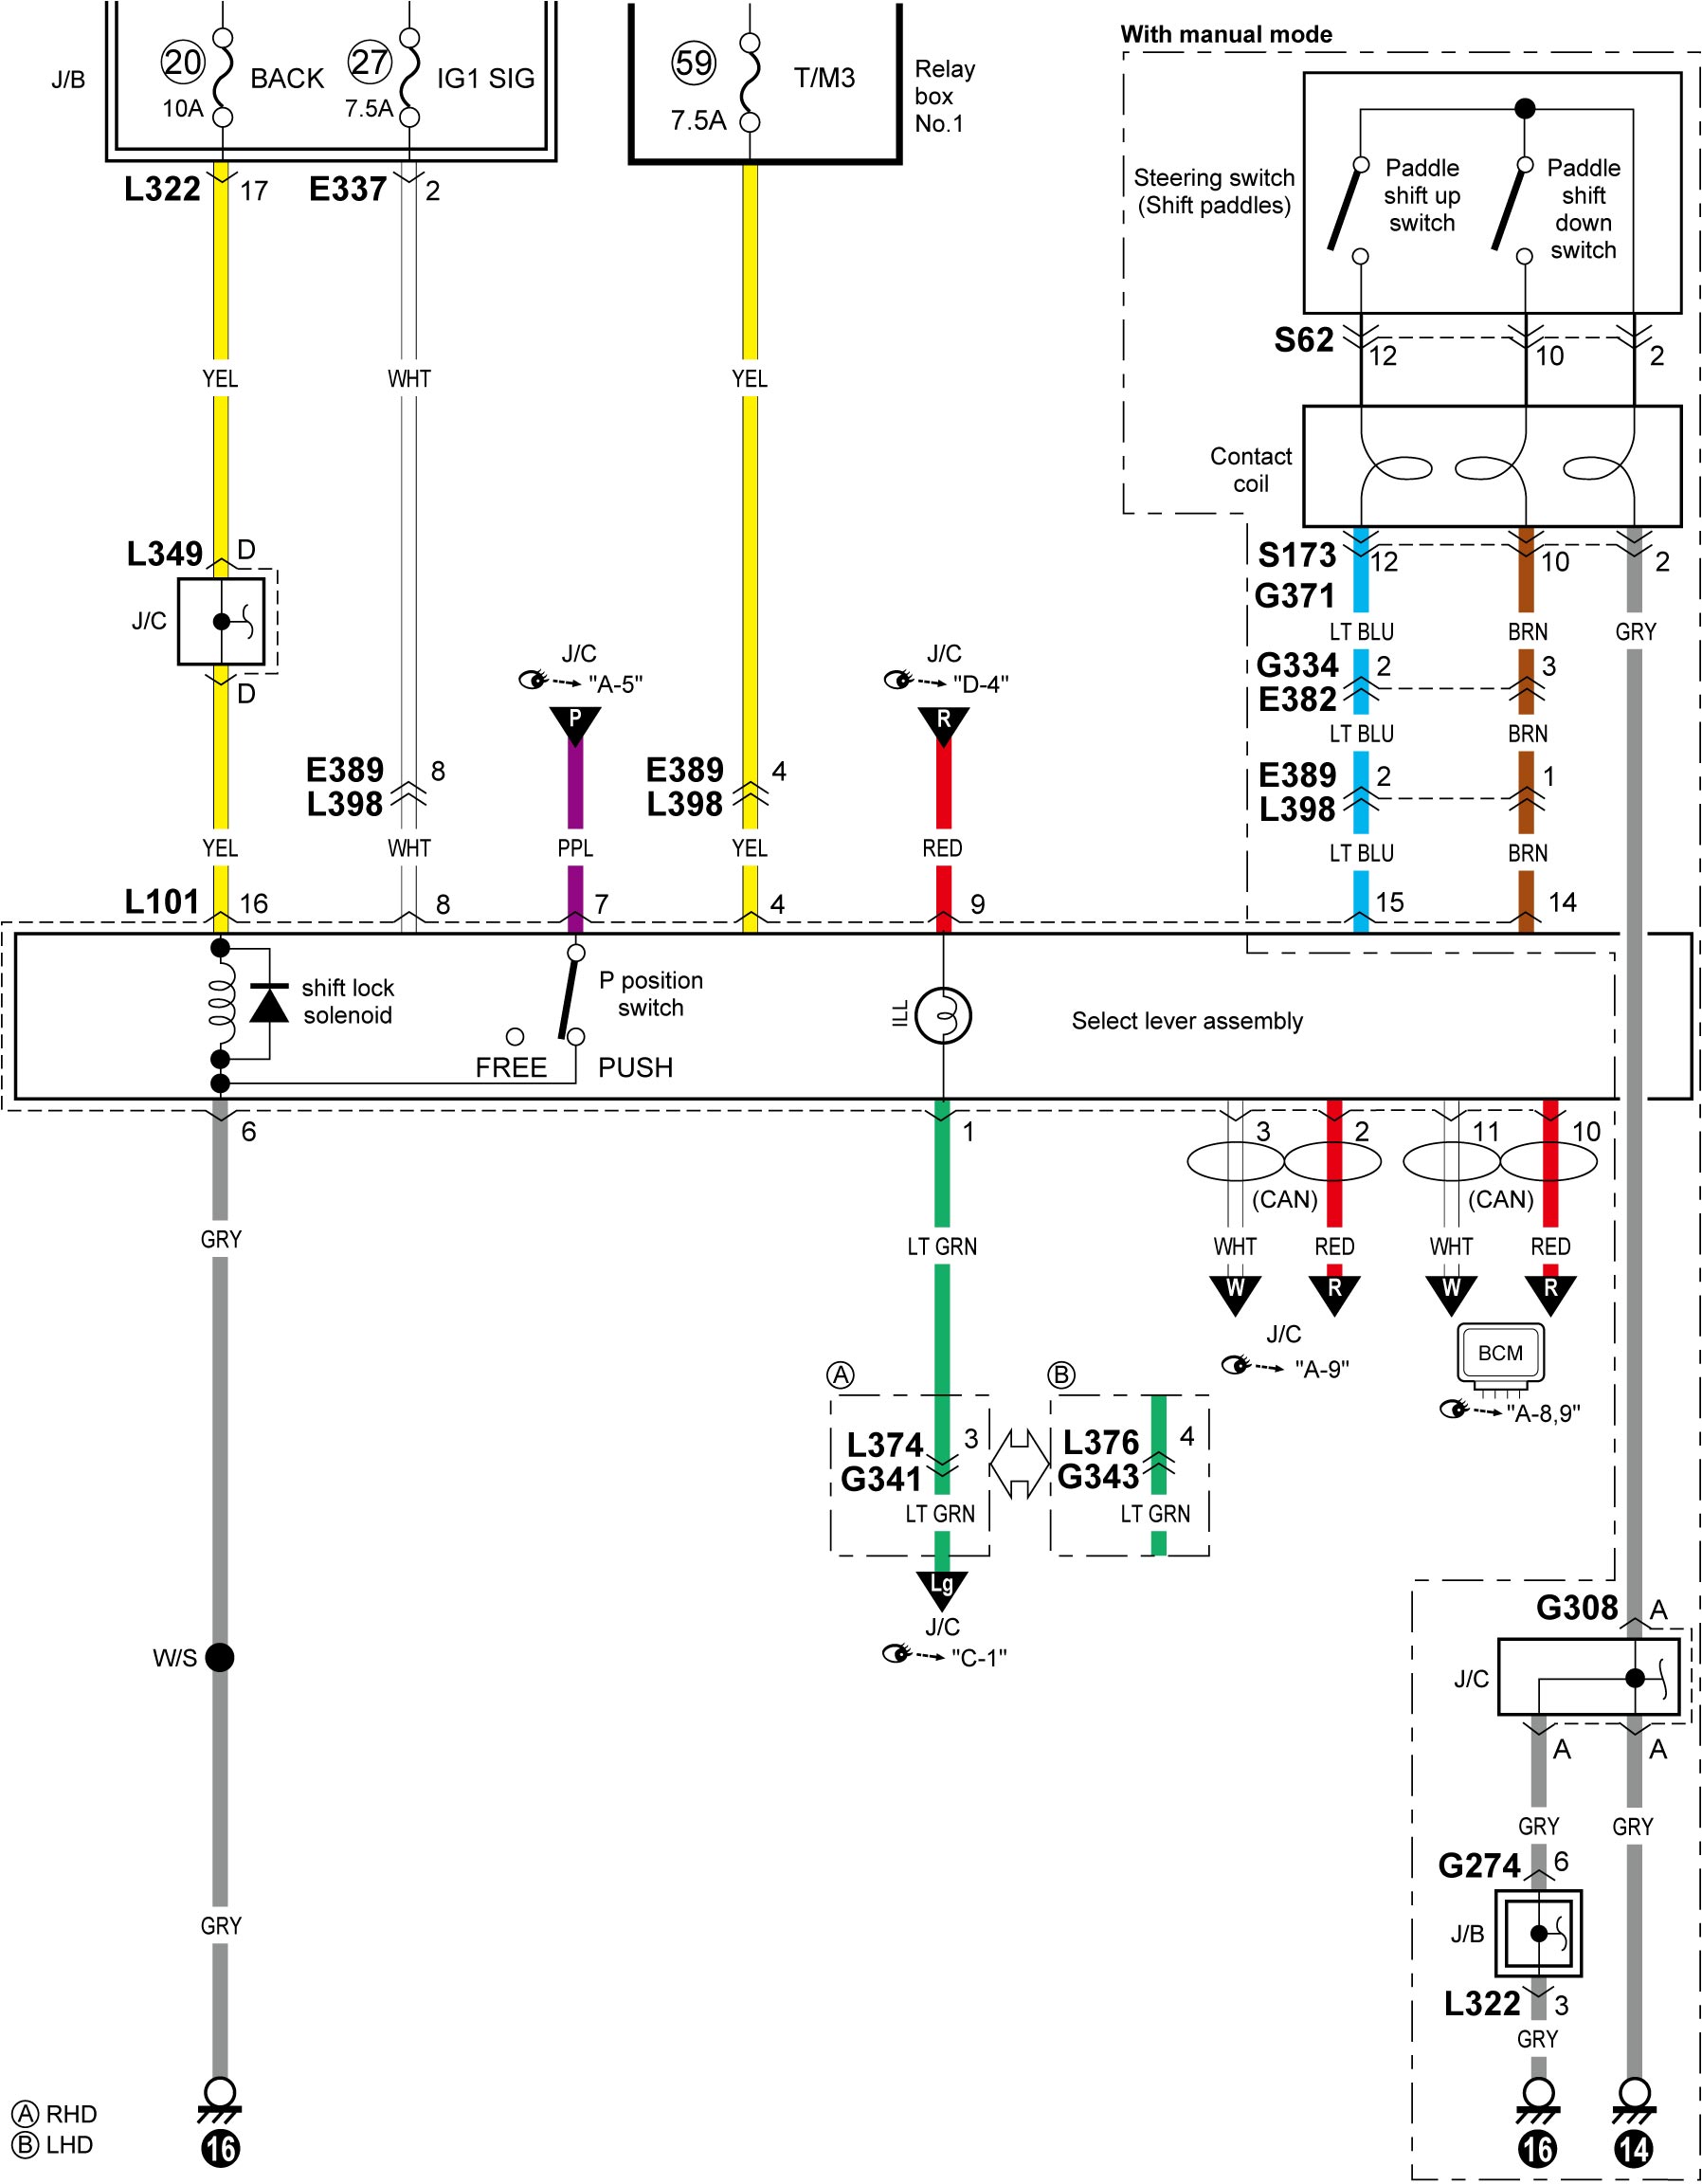 With manual mode
J/B
20
10A
BACK
27
7.5A
IG1 SIG
59
7.5A
T/M3
Relay
box
No.1
Steering switch
(Shift paddles)
Paddle
shift up
switch
Paddle
shift
down
switch
L322
17
E337
2
S62
12
10
2
YEL
WHT
YEL
Contact
coil
L349
D
J/C
D
S173
G371
12
10
2
LT BLU
BRN
GRY
J/C
"A-5"
P
J/C
"D-4"
R
G334
E382
2
3
LT BLU
BRN
E389
L398
8
E389
L398
4
E389
L398
2
1
YEL
WHT
PPL
YEL
RED
LT BLU
BRN
L101
16
8
7
4
9
15
14
shift lock
solenoid
P position
switch
FREE
PUSH
ILL
Select lever assembly
6
1
3
2
11
10
(CAN)
(CAN)
GRY
LT GRN
WHT
RED
WHT
RED
W
R
W
R
J/C
"A-9"
BCM
"A-8,9"
A
B
L374
G341
3
L376
G343
4
LT GRN
LT GRN
Lg
J/C
"C-1"
W/S
G308
A
J/C
A
A
GRY
GRY
GRY
G274
6
J/B
L322
3
GRY
A RHD
B LHD
16
16
14